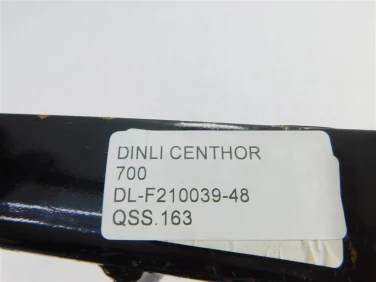 DINLI CENTHOR
700
DL-F210039-48
QSS.163